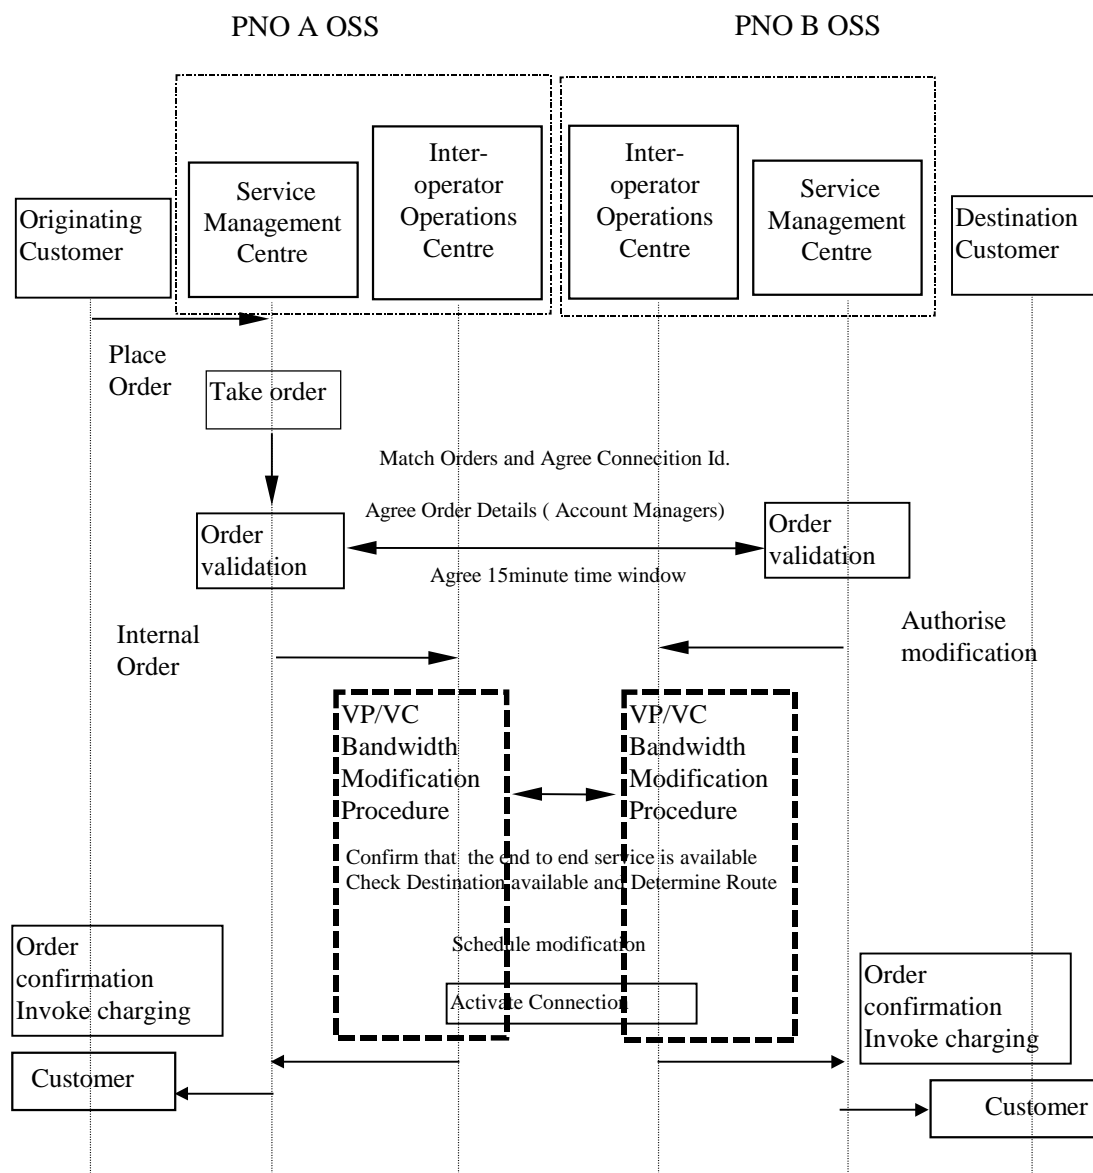 PNO A OSS
PNO B OSS
Originating
Customer
Service
Management
Centre
Inter-
operator
Operations
Centre
Inter-
operator
Operations
Centre
Service
Management
Centre
Destination
Customer
Place
Order
Take order
Match Orders and Agree Connecition Id.
Agree Order Details ( Account Managers)
Order
validation
Order
validation
Agree 15minute time window
Internal
Order
Authorise
modification
VP/VC
Bandwidth
Modification
Procedure
VP/VC
Bandwidth
Modification
Procedure
Confirm that  the end to end service is available
Check Destination available and Determine Route
Schedule modification
Activate Connection
Order
confirmation
Invoke charging
Order
confirmation
Invoke charging
Customer
Customer